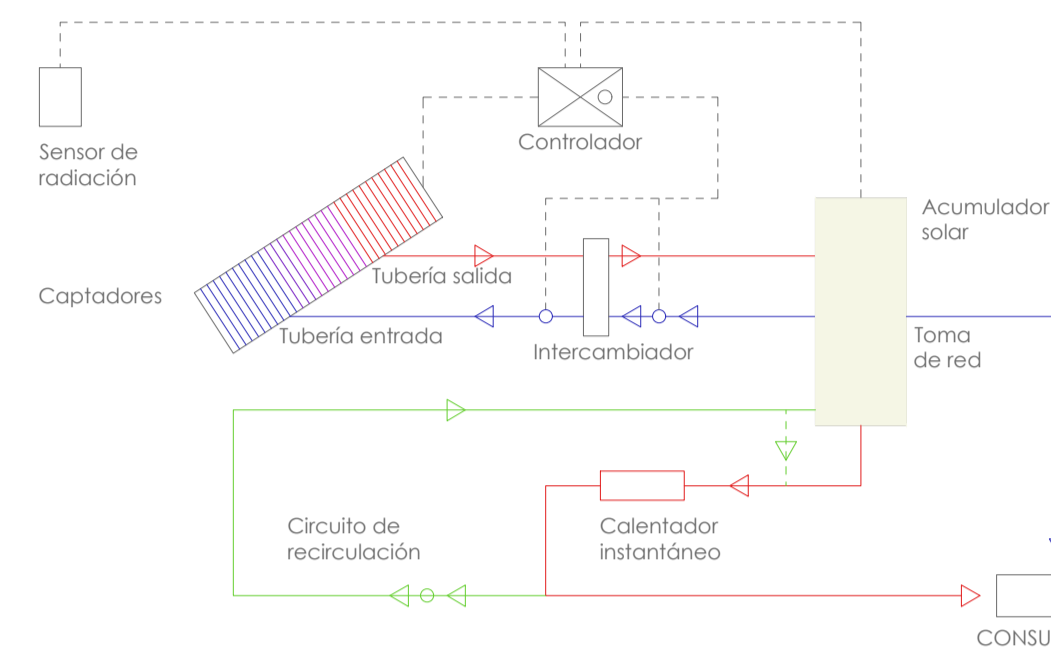 Sensor de
radiación
Controlador
Acumulador
solar
Captadores
Tubería salida
Tubería entrada
Intercambiador
Toma
de red
Circuito de
recirculación
Calentador
instantáneo
CONSU